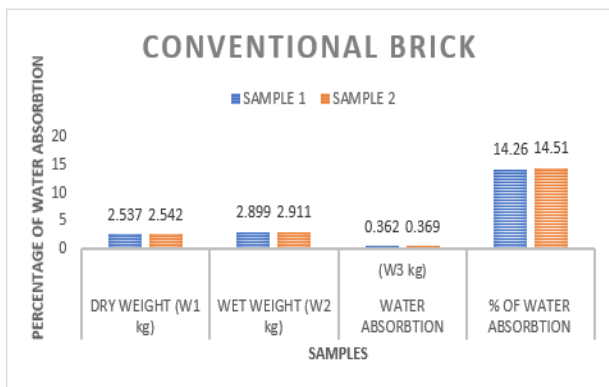 CONVENTIONAL BRICK
PERCENTAGE OF WATER ABSORBTION
SAMPLE 1 SAMPLE 2
20
15
10
5
0
2.537 2.542
2.899 2.911
0.362 0.369
14.26 14.51
(W3 kg)
DRY WEIGHT (W1
kg)
WET WEIGHT (W2
kg)
WATER
ABSORBTION
% OF WATER
ABSORBTION
SAMPLES